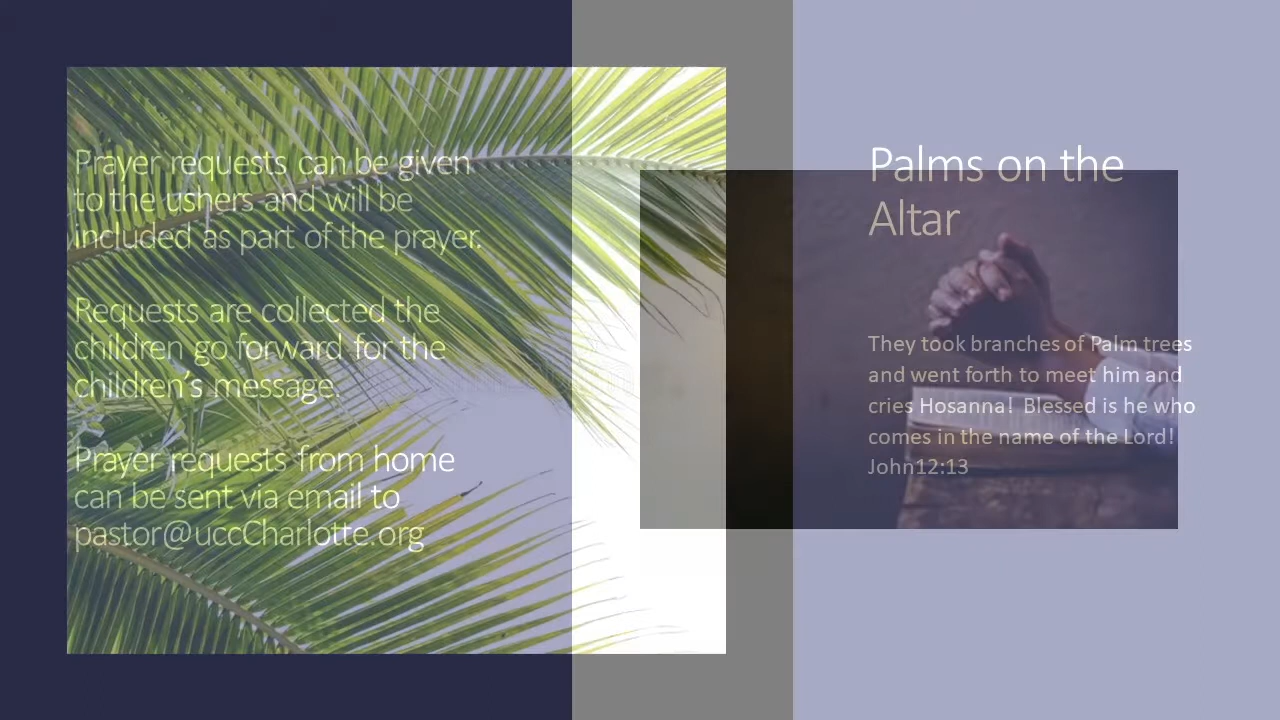 Prayer requests can be given
to the ushers and will be
included as part of the prayer.
Requests are collected the
children go forward for the
children's message.
Prayer requests from home
can be sent via email to
pastor@uccCharlotte.org
Palms on the
Altar
They took branches of Palm trees
and went forth to meet him and
cries Hosanna! Blessed is he who
comes in the name of the Lord!
John12:13